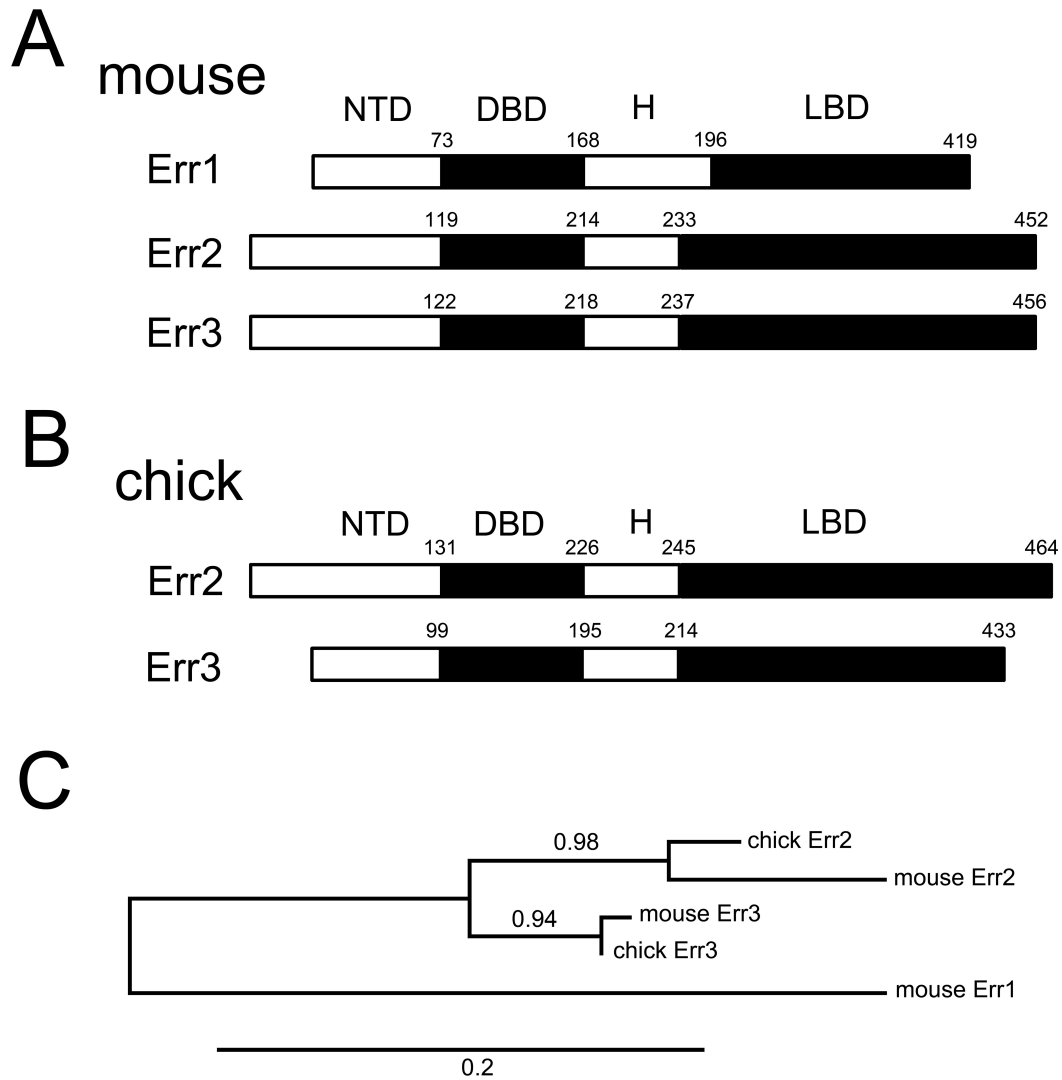 A
mouse
NTD DBD H LBD
73 168 196 419
Err1
119 214 233 452
Err2
122 218 237 456
Err3
B
chick
NTD DBD H LBD
131 226 245 464
Err2
99 195 214 433
Err3
C
0.98
chick Err2
mouse Err2
0.94
mouse Err3
chick Err3
mouse Err1
0.2